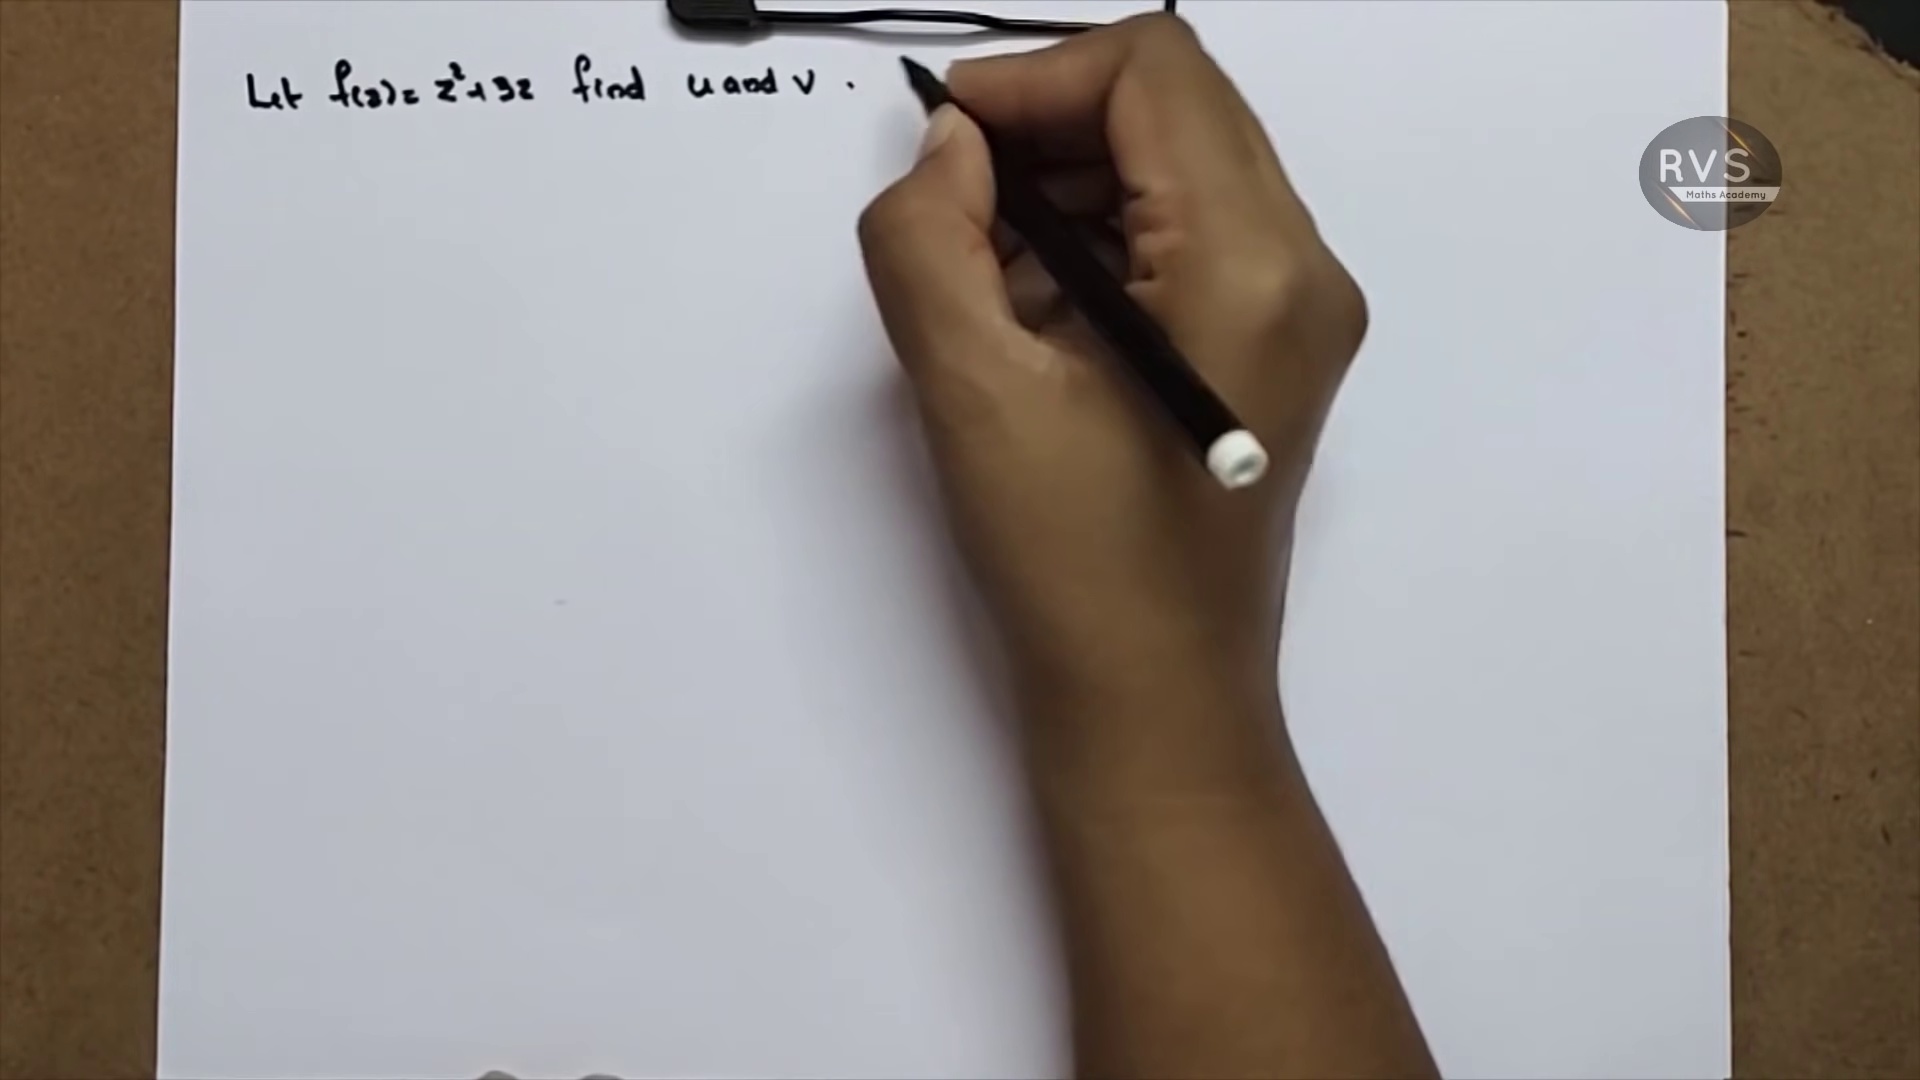 Let f(z) = z² + 3z find u and v .
RVS
Maths Academy